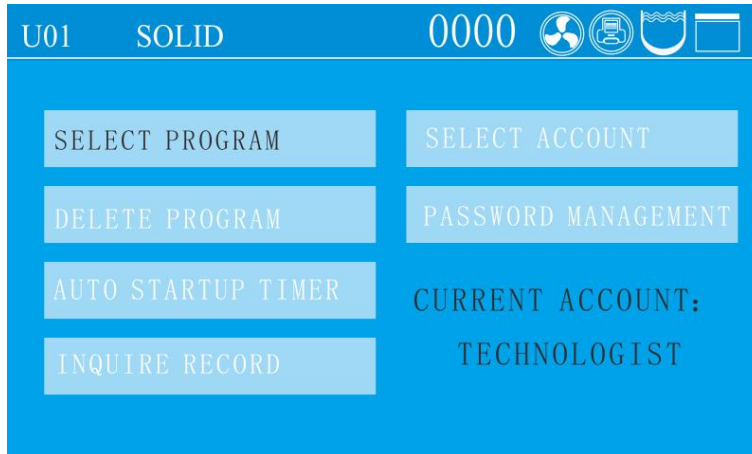 U01 SOLID 0000
SELECT PROGRAM
DELETE PROGRAM
AUTO STARTUP TIMER
INQUIRE RECORD
SELECT ACCOUNT
PASSWORD MANAGEMENT
CURRENT ACCOUNT:
TECHNOLOGIST